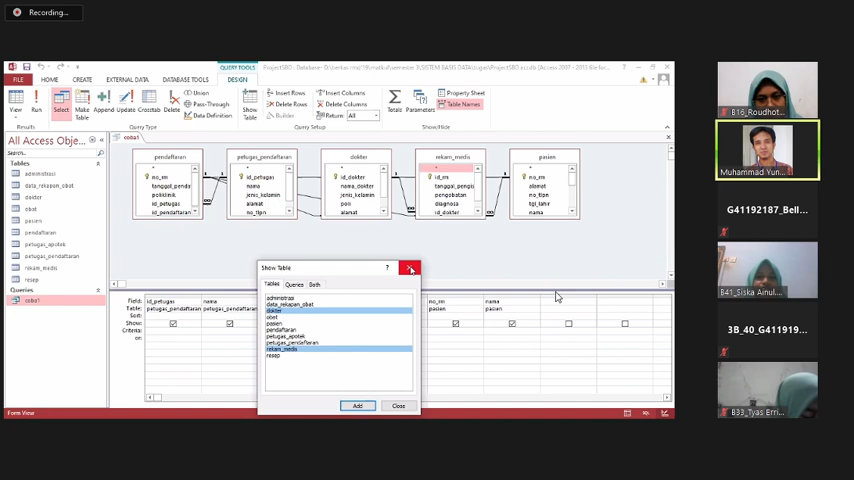 Recording...
QUERY TOOLS
FILE
HOME
CREATE
EXTERNAL DATA
DATABASE TOOLS
DESIGN
View
Run
Results
Select
Make
Table
Append
Update
Crosstab
Delete
Union
Pass-Through
Data Definition
Query Type
Show
Table
Insert Rows
Delete Rows
Builder
Insert Columns
Delete Columns
Return: All
Query Setup
Totals
Parameters
Property Sheet
Table Names
Show/Hide
All Access Obje...
Search...
Tables
administrasi
data_rekapan_obat
dokter
obat
pasien
pendaftaran
petugas_apotek
petugas_pendaftaran
rekam_medis
resep
Queries
coba1
coba1
pendaftaran
*
no_rm
tanggal_penda
poliklinik
id_petugas
id_pendaftaran
petugas_pendaftaran
*
id_petugas
nama
jenis_kelamin
alamat
no_tlpn
dokter
*
id_dokter
nama_dokter
jenis_kelamin
poli
alamat
rekam_medis
*
id_rm
tanggal_pengi
pengobatan
diagnosa
id_dokter
pasien
*
no_rm
alamat
no_tlpn
tgl_lahir
nama
Show Table
?
Tables
Queries
Both
administrasi
data_rekapan_obat
dokter
obat
pasien
pendaftaran
petugas_apotek
petugas_pendaftaran
rekam_medis
resep
Add
Close
Field: id_petugas nama no_rm nama
Table: petugas_pendaftaran petugas_pendaftaran pasien pasien
Sort:
Show:
Criteria:
or:
Form View
B16_Roudhot...
Muhammad Yun...
G41192187_Bell...
B41_Siska Ainul...
3B_40_G411919...
B33_Tyas Erri...